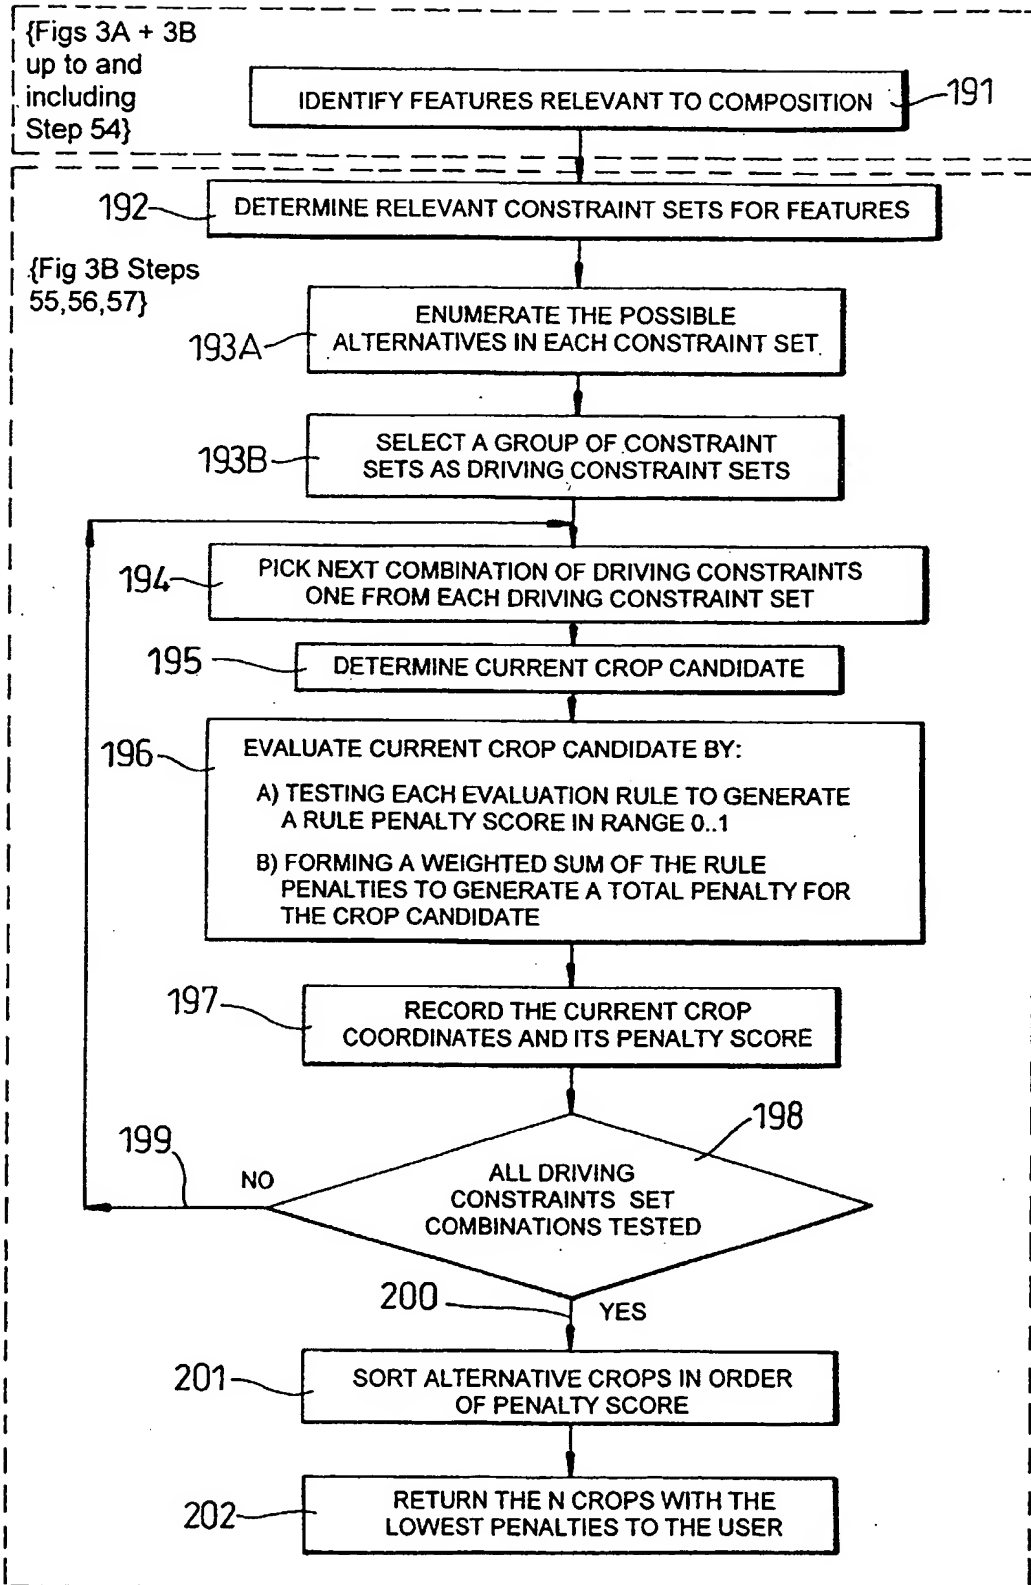 {Figs 3A + 3B
up to and
including
Step 54}
IDENTIFY FEATURES RELEVANT TO COMPOSITION
191
192
DETERMINE RELEVANT CONSTRAINT SETS FOR FEATURES
{Fig 3B Steps
55,56,57}
193A
ENUMERATE THE POSSIBLE
ALTERNATIVES IN EACH CONSTRAINT SET
193B
SELECT A GROUP OF CONSTRAINT
SETS AS DRIVING CONSTRAINT SETS
194
PICK NEXT COMBINATION OF DRIVING CONSTRAINTS
ONE FROM EACH DRIVING CONSTRAINT SET
195
DETERMINE CURRENT CROP CANDIDATE
196
EVALUATE CURRENT CROP CANDIDATE BY:
A) TESTING EACH EVALUATION RULE TO GENERATE
A RULE PENALTY SCORE IN RANGE 0..1
B) FORMING A WEIGHTED SUM OF THE RULE
PENALTIES TO GENERATE A TOTAL PENALTY FOR
THE CROP CANDIDATE
197
RECORD THE CURRENT CROP
COORDINATES AND ITS PENALTY SCORE
198
199
NO
ALL DRIVING
CONSTRAINTS SET
COMBINATIONS TESTED
200
YES
201
SORT ALTERNATIVE CROPS IN ORDER
OF PENALTY SCORE
202
RETURN THE N CROPS WITH THE
LOWEST PENALTIES TO THE USER